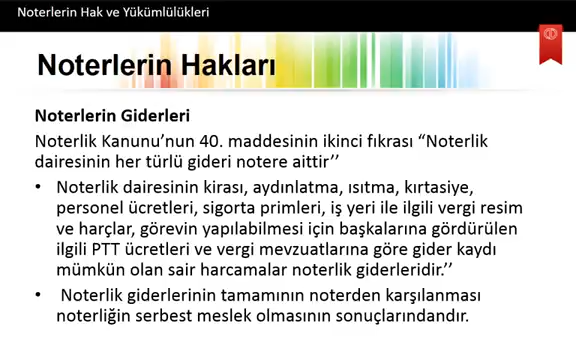 Noterlerin Hak ve Yükümlülükleri
Noterlerin Hakları
Noterlerin Giderleri
Noterlik Kanunu’nun 40. maddesinin ikinci fıkrası “Noterlik
dairesinin her türlü gideri notere aittir’’
• Noterlik dairesinin kirası, aydınlatma, ısıtma, kırtasiye,
personel ücretleri, sigorta primleri, iş yeri ile ilgili vergi resim
ve harçlar, görevin yapılabilmesi için başkalarına gördürülen
ilgili PTT ücretleri ve vergi mevzuatlarına göre gider kaydı
mümkün olan sair harcamalar noterlik giderleridir.’’
• Noterlik giderlerinin tamamının noterden karşılanması
noterliğin serbest meslek olmasının sonuçlarındandır.